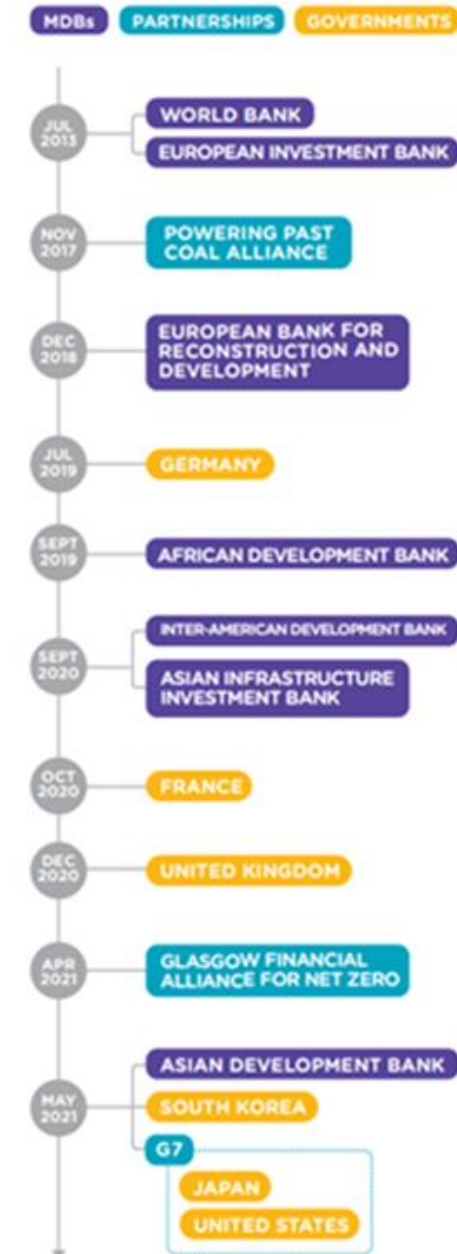 MDBs PARTNERSHIPS GOVERNMENTS
JUL
2013
WORLD BANK
EUROPEAN INVESTMENT BANK
NOV
2017
POWERING PAST
COAL ALLIANCE
DEC
2018
EUROPEAN BANK FOR
RECONSTRUCTION AND
DEVELOPMENT
JUL
2019
GERMANY
SEPT
2019
AFRICAN DEVELOPMENT BANK
SEPT
2020
INTER-AMERICAN DEVELOPMENT BANK
ASIAN INFRASTRUCTURE
INVESTMENT BANK
OCT
2020
FRANCE
DEC
2020
UNITED KINGDOM
APR
2021
GLASGOW FINANCIAL
ALLIANCE FOR NET ZERO
MAY
2021
ASIAN DEVELOPMENT BANK
SOUTH KOREA
G7
JAPAN
UNITED STATES